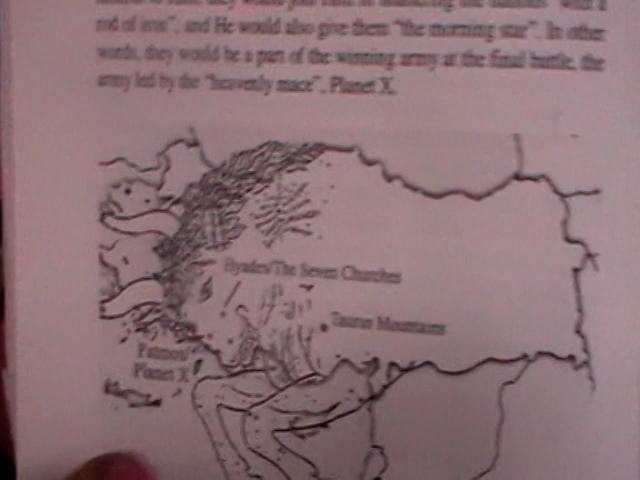 rod of iron"; and He would also give them "the morning star". In other
words, they would be a part of the winning army at the final battle, the
army led by the "heavenly mace", Planet X.
Hyades/The Seven Churches
Taurus Mountains
Patmos/
Planet X